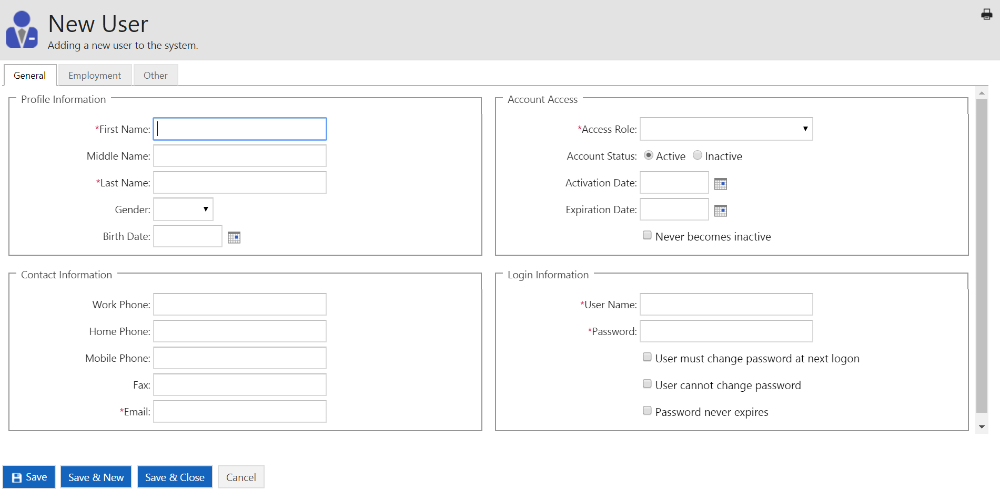 New User
Adding a new user to the system.
General
Employment
Other
Profile Information
*First Name:
Middle Name:
*Last Name:
Gender:
Birth Date:
Account Access
*Access Role:
Account Status: Active Inactive
Activation Date:
Expiration Date:
Never becomes inactive
Contact Information
Work Phone:
Home Phone:
Mobile Phone:
Fax:
*Email:
Login Information
*User Name:
*Password:
User must change password at next logon
User cannot change password
Password never expires
Save
Save & New
Save & Close
Cancel